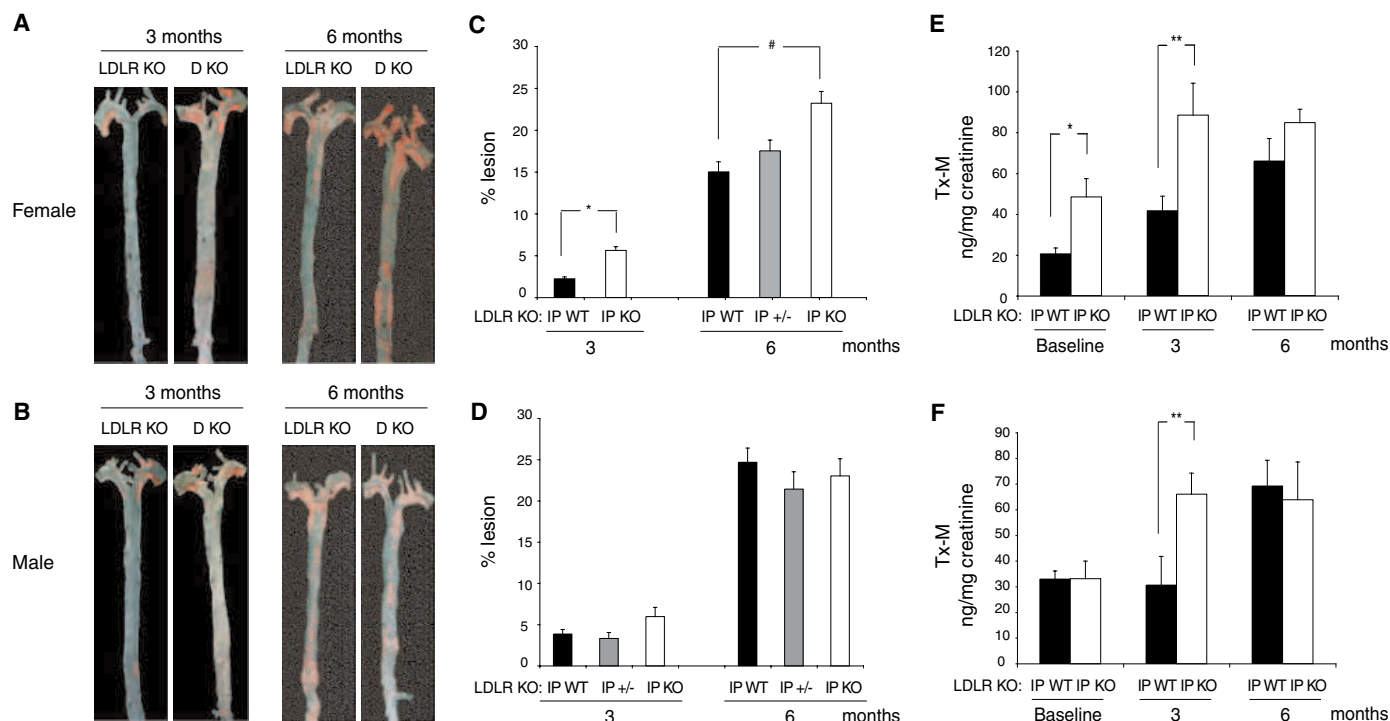 A
3 months
6 months
LDLR KO
D KO
LDLR KO
D KO
Female
B
3 months
6 months
LDLR KO
D KO
LDLR KO
D KO
Male
C
% lesion
30
25
20
15
10
5
0
*
#
LDLR KO: IP WT IP KO IP WT IP +/- IP KO
3 6 months
D
% lesion
30
25
20
15
10
5
0
LDLR KO: IP WT IP +/- IP KO IP WT IP +/- IP KO
3 6 months
E
Tx-M
ng/mg creatinine
120
100
80
60
40
20
0
*
**
LDLR KO: IP WT IP KO IP WT IP KO IP WT IP KO
Baseline 3 6 months
F
Tx-M
ng/mg creatinine
90
80
70
60
50
40
30
20
10
0
**
LDLR KO: IP WT IP KO IP WT IP KO IP WT IP KO
Baseline 3 6 months